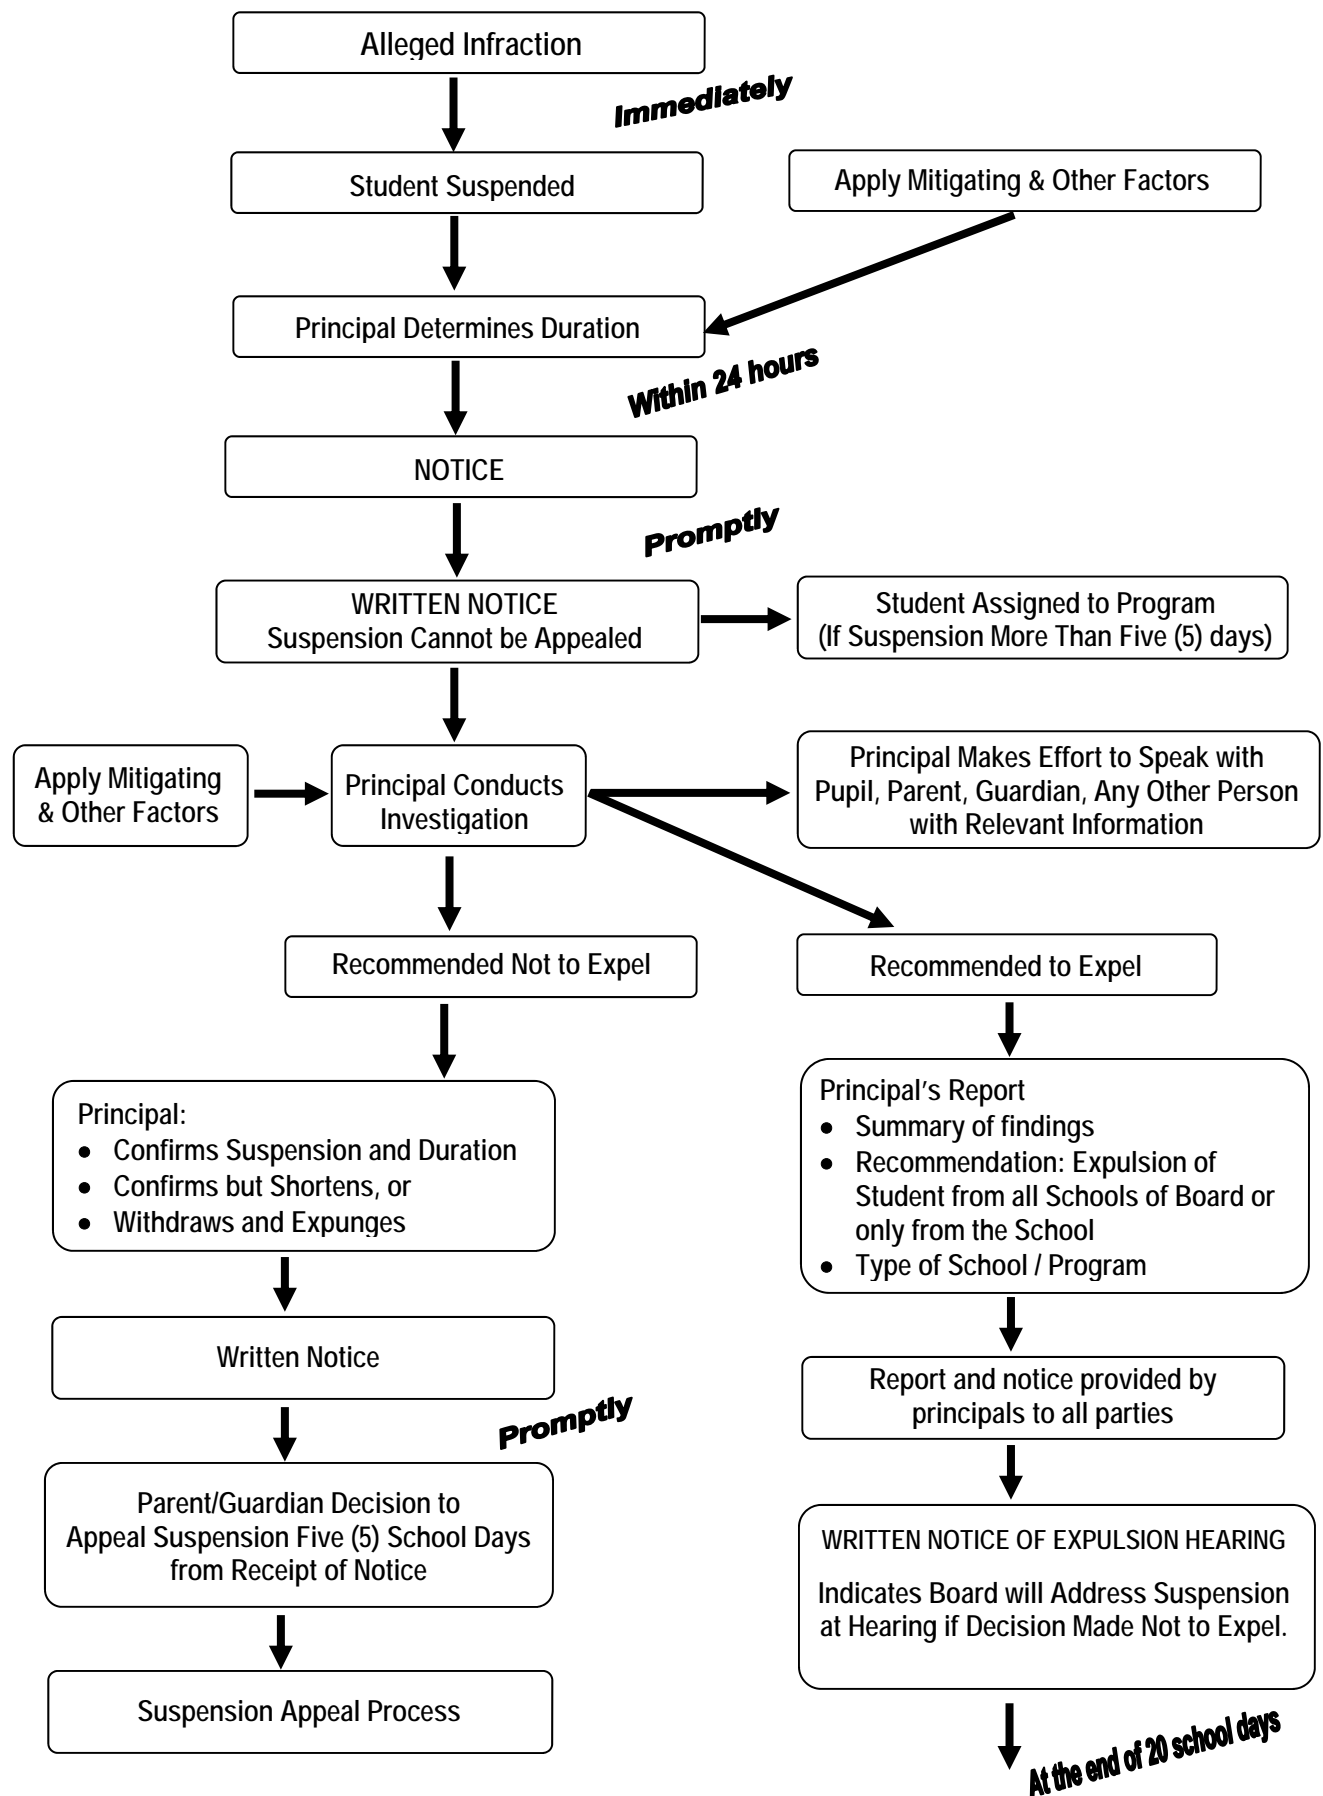 Alleged Infraction
Immediately
Student Suspended
Apply Mitigating & Other Factors
Principal Determines Duration
Within 24 hours
NOTICE
Promptly
WRITTEN NOTICE
Suspension Cannot be Appealed
Student Assigned to Program
(If Suspension More Than Five (5) days)
Apply Mitigating
& Other Factors
Principal Conducts
Investigation
Principal Makes Effort to Speak with
Pupil, Parent, Guardian, Any Other Person
with Relevant Information
Recommended Not to Expel
Recommended to Expel
Principal:
● Confirms Suspension and Duration
● Confirms but Shortens, or
● Withdraws and Expunges
Principal’s Report
● Summary of findings
● Recommendation: Expulsion of
Student from all Schools of Board or
only from the School
● Type of School / Program
Written Notice
Report and notice provided by
principals to all parties
Promptly
Parent/Guardian Decision to
Appeal Suspension Five (5) School Days
from Receipt of Notice
WRITTEN NOTICE OF EXPULSION HEARING
Indicates Board will Address Suspension
at Hearing if Decision Made Not to Expel.
Suspension Appeal Process
At the end of 20 school days